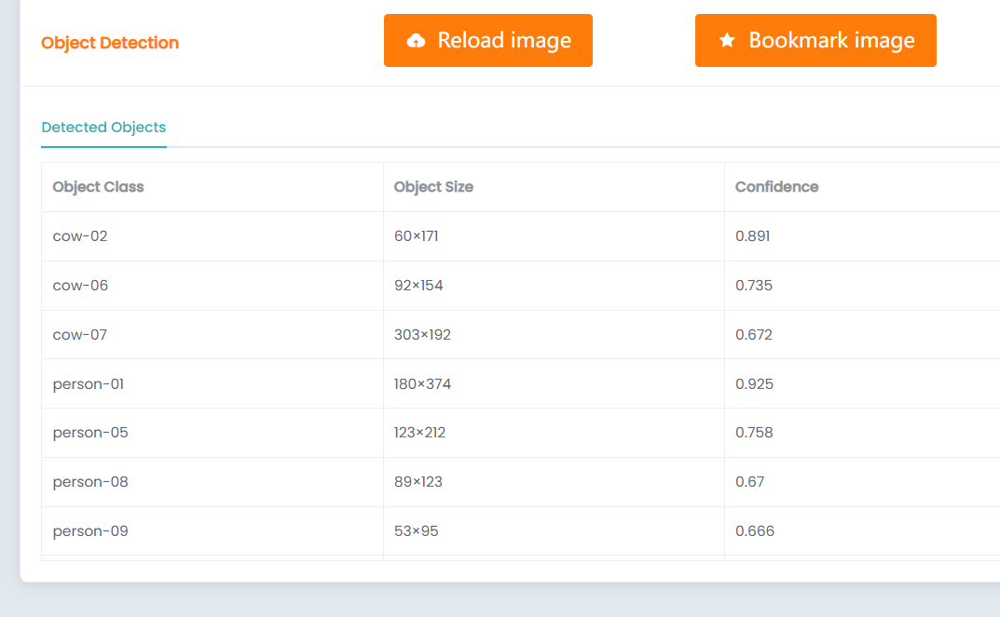 Object Detection Reload image Bookmark image
Detected Objects
Object Class Object Size Confidence
cow-02 60×171 0.891
cow-06 92×154 0.735
cow-07 303×192 0.672
person-01 180×374 0.925
person-05 123×212 0.758
person-08 89×123 0.67
person-09 53×95 0.666